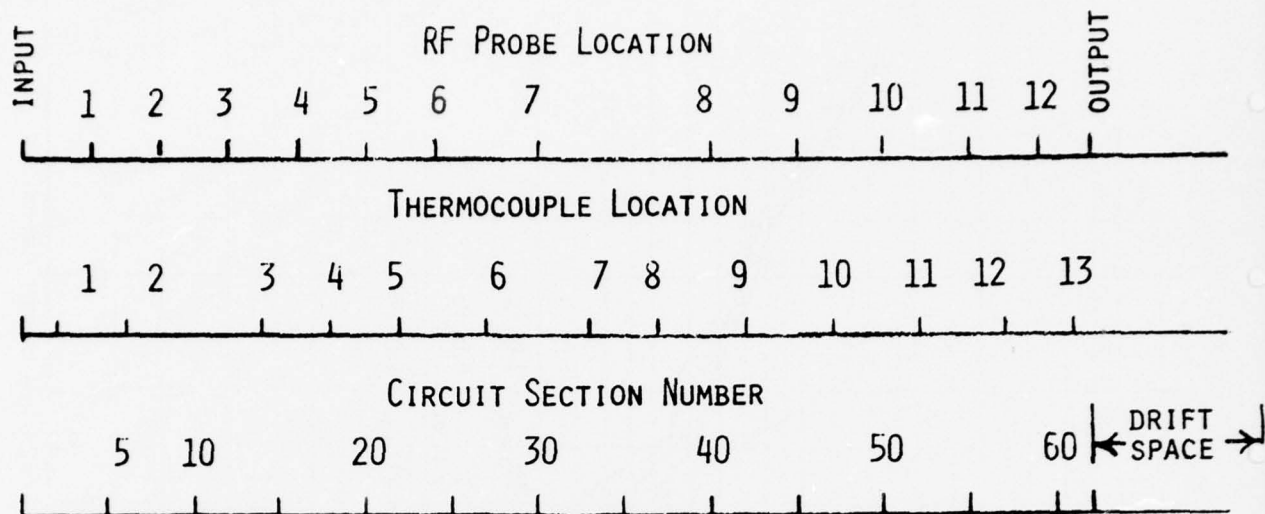 INPUT
RF PROBE LOCATION
OUTPUT
1 2 3 4 5 6 7 8 9 10 11 12
THERMOCOUPLE LOCATION
1 2 3 4 5 6 7 8 9 10 11 12 13
CIRCUIT SECTION NUMBER
5 10 20 30 40 50 60
DRIFT
SPACE